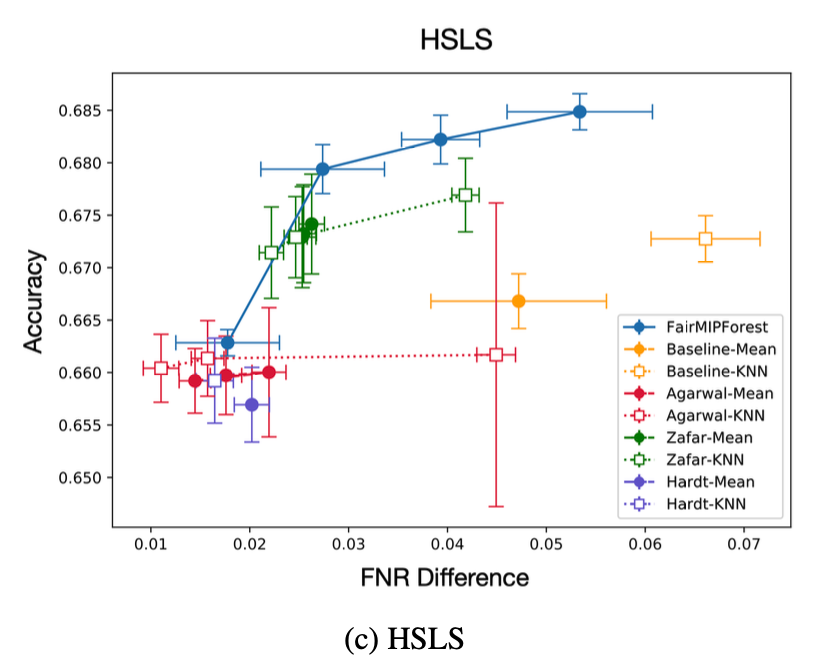 HSLS
Accuracy
0.685
0.680
0.675
0.670
0.665
0.660
0.655
0.650
FairMIPForest
Baseline-Mean
Baseline-KNN
Agarwal-Mean
Agarwal-KNN
Zafar-Mean
Zafar-KNN
Hardt-Mean
Hardt-KNN
0.01 0.02 0.03 0.04 0.05 0.06 0.07
FNR Difference
(c) HSLS